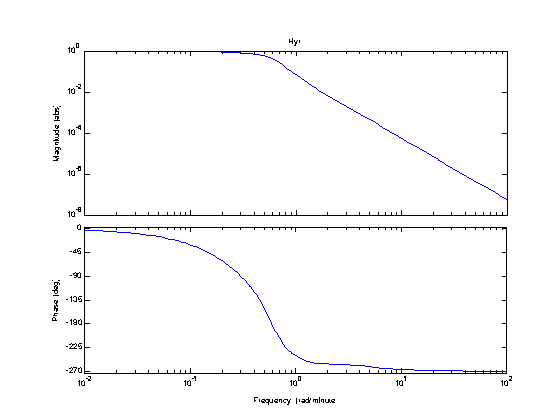 Hyr
10^0
10^-2
10^-4
10^-6
10^-8
Magnitude (abs)
0
-45
-90
-135
-180
-225
-270
Phase (deg)
10^-2 10^-1 10^0 10^1 10^2
Frequency (rad/minute